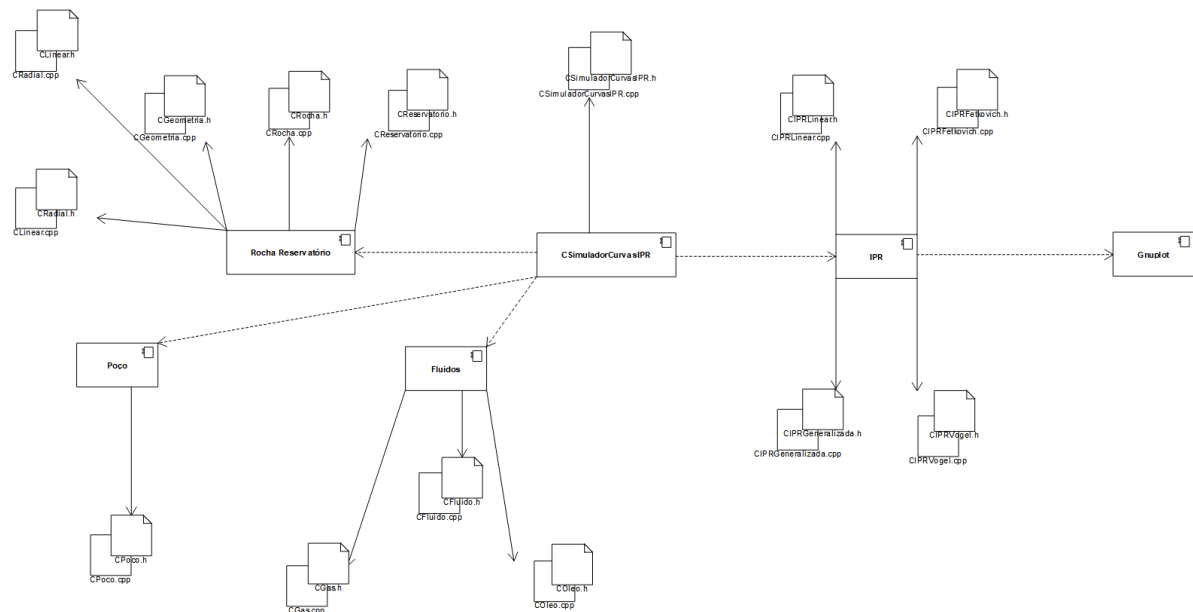 CLinear.h
CRadial.cpp
CSimuladorCurvasIPR.h
CSimuladorCurvasIPR.cpp
CGeometria.h
CGeometria.cpp
CRocha.h
CRocha.cpp
CReservatorio.h
CReservatorio.cpp
CIPRLinear.h
CIPRLinear.cpp
CIPRFetkovich.h
CIPRFetkovich.cpp
CRadial.h
CLinear.cpp
Rocha Reservatório
CSimuladorCurvasIPR
IPR
Gnuplot
Poço
Fluidos
CIPRGeneralizada.h
CIPRGeneralizada.cpp
CIPRVogel.h
CIPRVogel.cpp
CFluido.h
CFluido.cpp
CPoco.h
CPoco.cpp
CGas.h
CGas.cpp
COleo.h
COleo.cpp